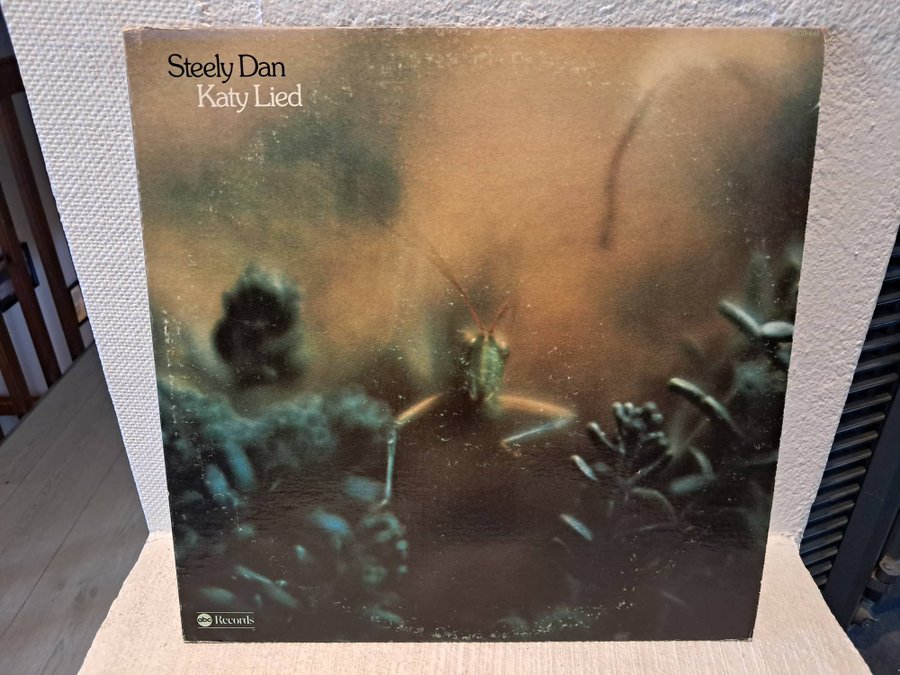 Steely Dan
Katy Lied
abc Records